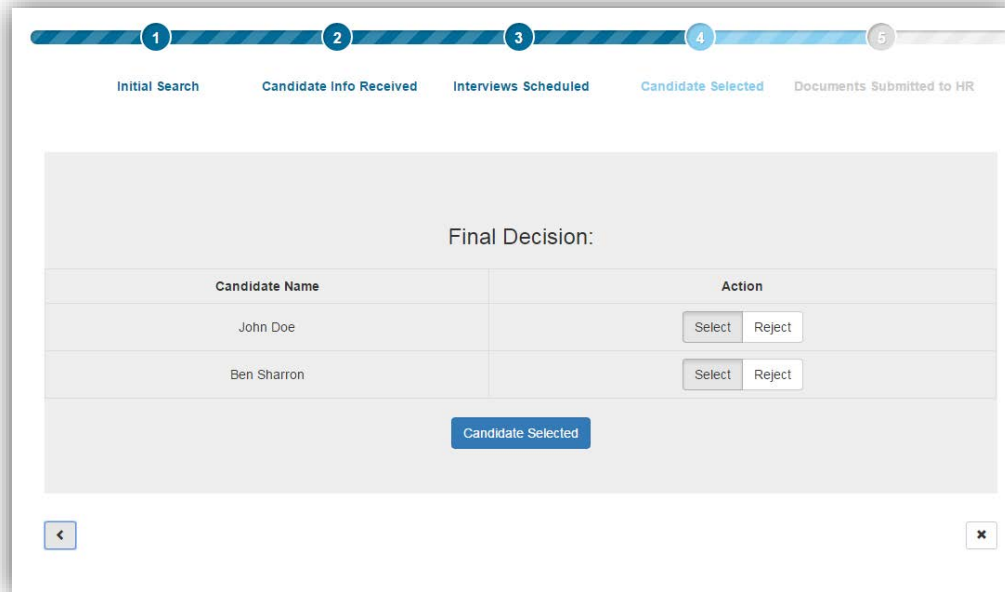 1 2 3 4 5
Initial Search Candidate Info Received Interviews Scheduled Candidate Selected Documents Submitted to HR
Final Decision:
Candidate Name Action
John Doe Select Reject
Ben Sharron Select Reject
Candidate Selected